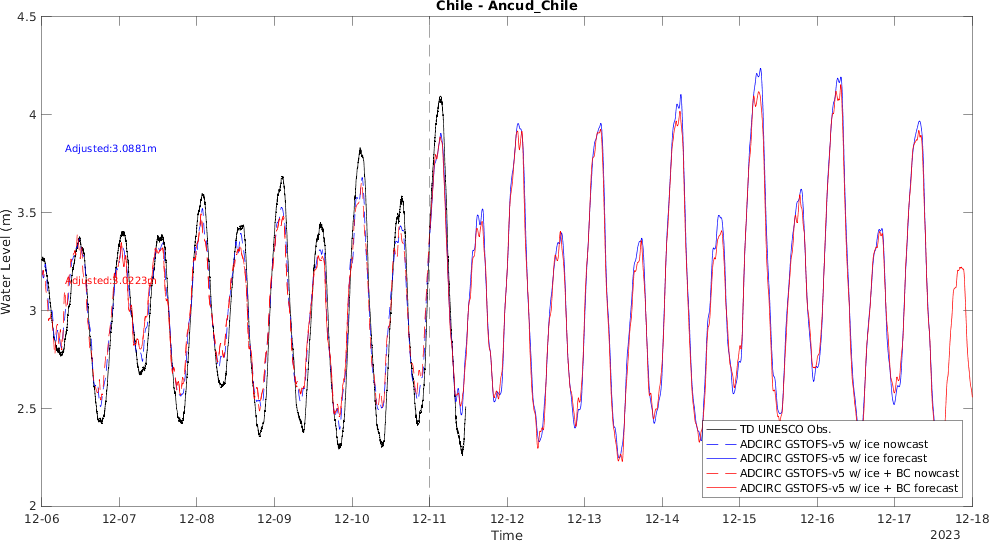 Chile - Ancud_Chile
4.5
4
3.5
3
2.5
2
Water Level (m)
Adjusted:3.0881m
Adjusted:3.0223m
TD UNESCO Obs.
ADCIRC GSTOFS-v5 w/ ice nowcast
ADCIRC GSTOFS-v5 w/ ice forecast
ADCIRC GSTOFS-v5 w/ ice + BC nowcast
ADCIRC GSTOFS-v5 w/ ice + BC forecast
12-06 12-07 12-08 12-09 12-10 12-11 12-12 12-13 12-14 12-15 12-16 12-17 12-18
Time
2023